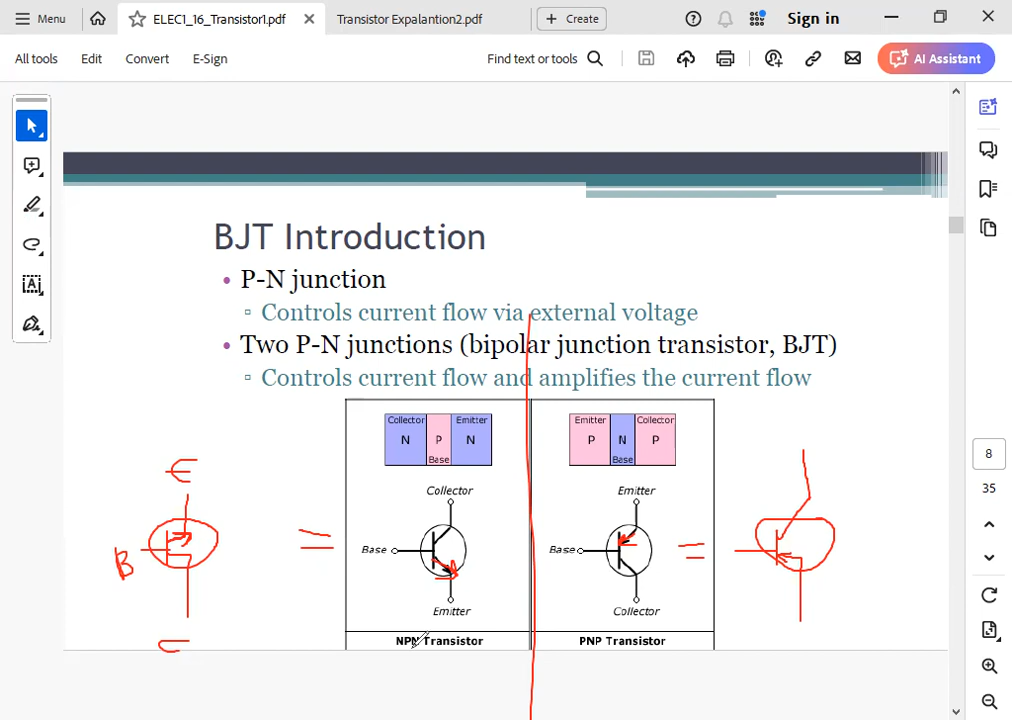 Menu
ELEC1_16_Transistor1.pdf
Transistor Expalantion2.pdf
+ Create
Sign in
All tools
Edit
Convert
E-Sign
Find text or tools
AI Assistant
BJT Introduction
• P-N junction
▫ Controls current flow via external voltage
• Two P-N junctions (bipolar junction transistor, BJT)
▫ Controls current flow and amplifies the current flow
Collector Emitter
N P N
Base
Emitter Collector
P N P
Base
Collector
Base
Emitter
NPN Transistor
Emitter
Base
Collector
PNP Transistor
E
B
=
=
8
35